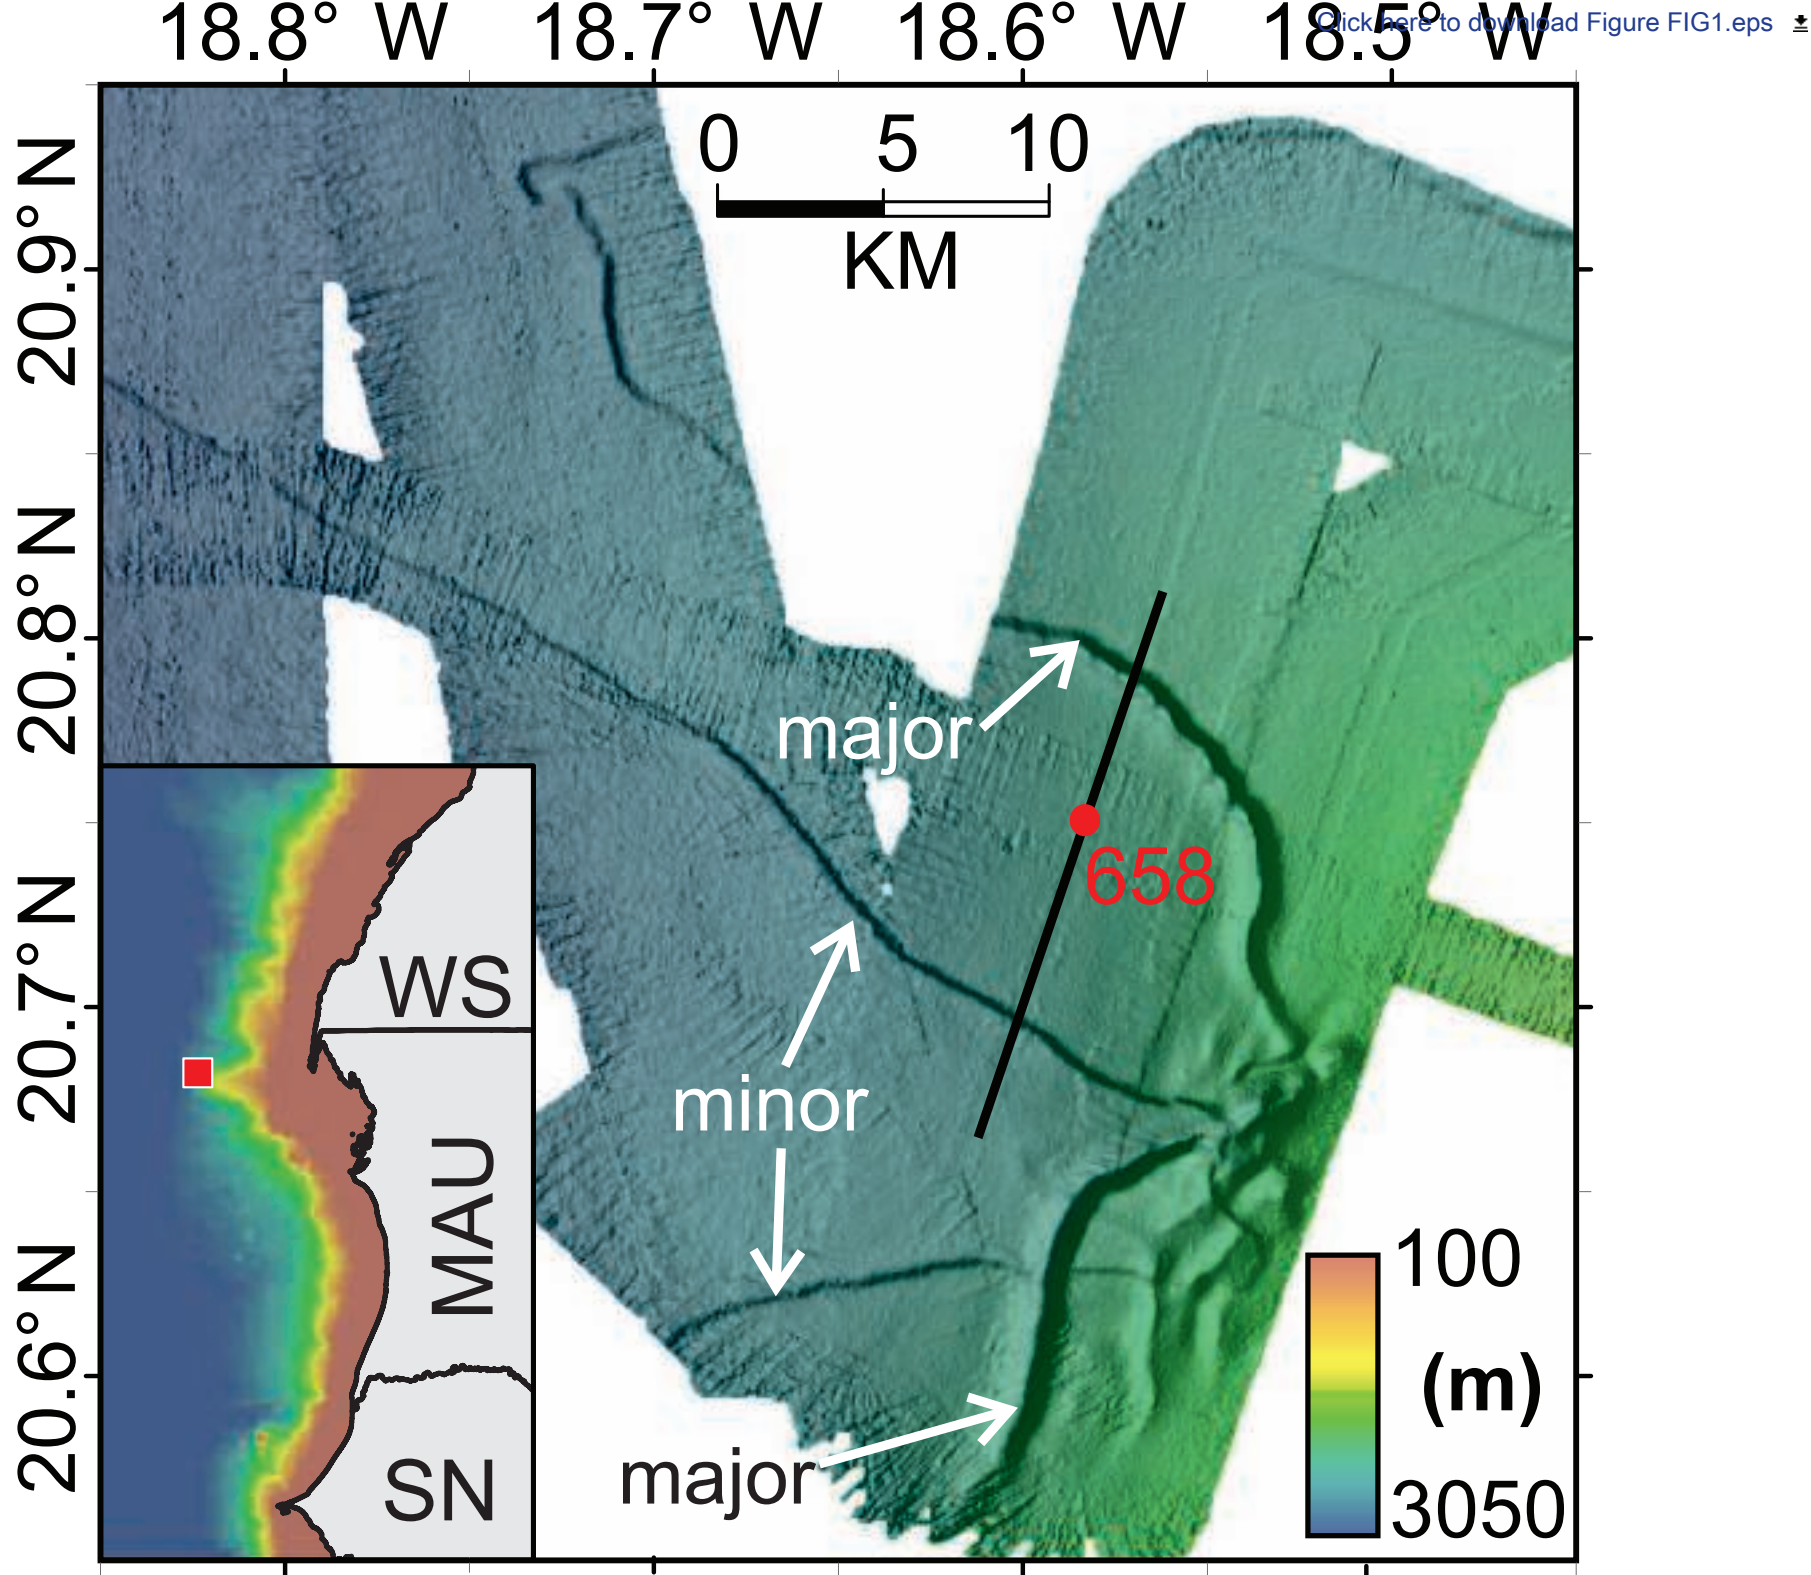 18.8° W 18.7° W 18.6° W 18.5° W
Click here to download Figure FIG1.eps
20.9° N
20.8° N
20.7° N
20.6° N
0 5 10
KM
major
658
minor
major
WS
MAU
SN
100
(m)
3050